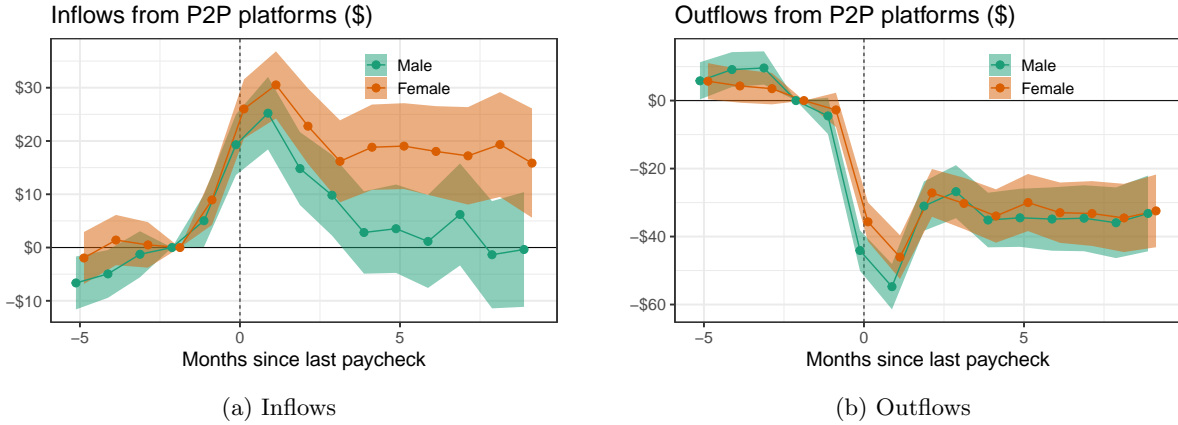 Inflows from P2P platforms ($)
Male
Female
$30
$20
$10
$0
−$10
−5
0
5
Months since last paycheck
(a) Inflows
Outflows from P2P platforms ($)
Male
Female
$0
−$20
−$40
−$60
−5
0
5
Months since last paycheck
(b) Outflows